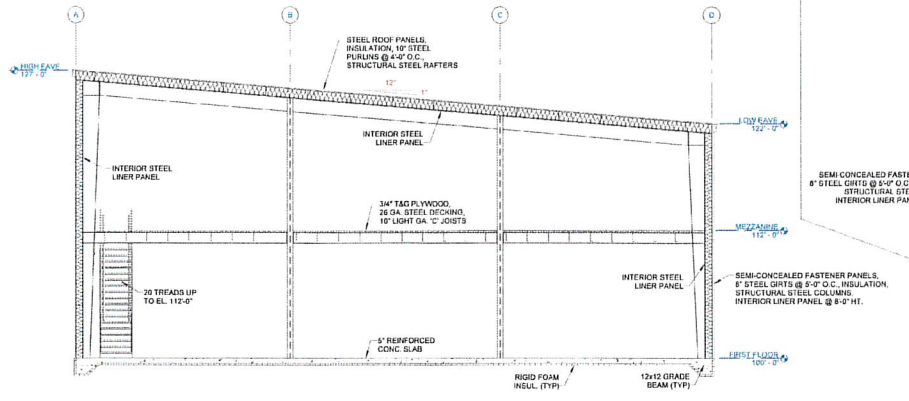 A
B
C
D
STEEL ROOF PANELS,
INSULATION, 10" STEEL
PURLINS @ 4'-0" O.C.,
STRUCTURAL STEEL RAFTERS
HIGH EAVE
127' - 0"
12"
1"
INTERIOR STEEL
LINER PANEL
LOW EAVE
122' - 0"
INTERIOR STEEL
LINER PANEL
SEMI-CONCEALED FASTE
6" STEEL GIRTS @ 5'-0" O.C
STRUCTURAL STE
INTERIOR LINER PAN
3/4" T&G PLYWOOD,
26 GA. STEEL DECKING,
10" LIGHT GA. 'C' JOISTS
MEZZANINE
112' - 0"
INTERIOR STEEL
LINER PANEL
SEMI-CONCEALED FASTENER PANELS,
6" STEEL GIRTS @ 5'-0" O.C., INSULATION,
STRUCTURAL STEEL COLUMNS.
INTERIOR LINER PANEL @ 8'-0" HT.
20 TREADS UP
TO EL. 112'-0"
5" REINFORCED
CONC. SLAB
FIRST FLOOR
100' - 0"
RIGID FOAM
INSUL. (TYP)
12x12 GRADE
BEAM (TYP)